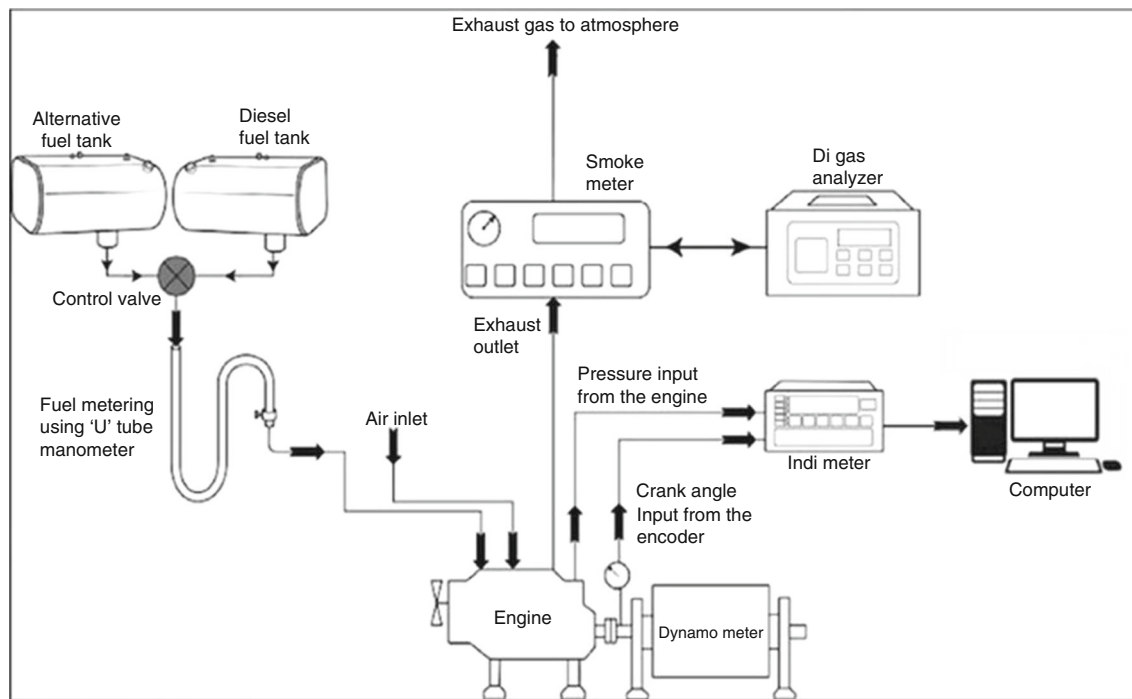 Exhaust gas to atmosphere
Alternative
fuel tank
Diesel
fuel tank
Smoke
meter
Di gas
analyzer
Control valve
Exhaust
outlet
Pressure input
from the engine
Fuel metering
using ‘U’ tube
manometer
Air inlet
Indi meter
Computer
Crank angle
Input from the
encoder
Engine
Dynamo meter